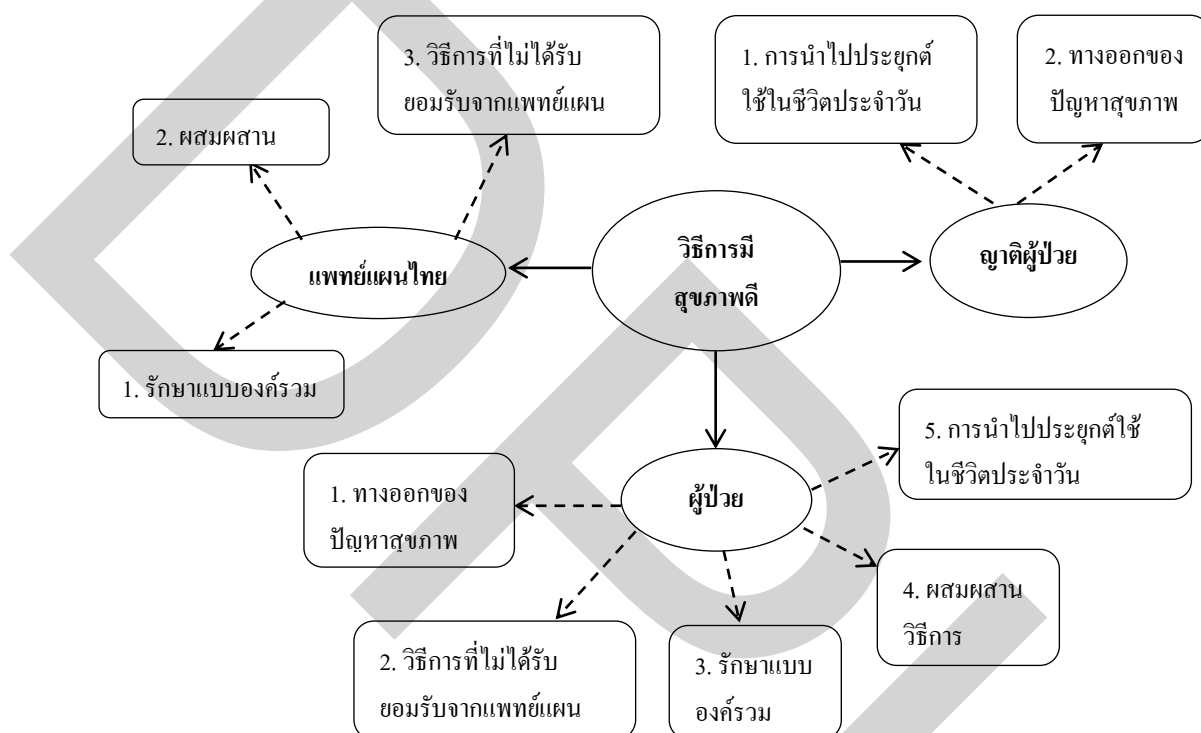 3. วิธีการที่ไม่ได้รับ
ยอมรับจากแพทย์แผน
1. การนำไปประยุกต์
ใช้ในชีวิตประจำวัน
2. ทางออกของ
ปัญหาสุขภาพ
2. ผสมผสาน
วิธีการมี
สุขภาพดี
แพทย์แผนไทย
ญาติผู้ป่วย
1. รักษาแบบองค์รวม
5. การนำไปประยุกต์ใช้
ในชีวิตประจำวัน
ผู้ป่วย
1. ทางออกของ
ปัญหาสุขภาพ
4. ผสมผสาน
วิธีการ
2. วิธีการที่ไม่ได้รับ
ยอมรับจากแพทย์แผน
3. รักษาแบบ
องค์รวม